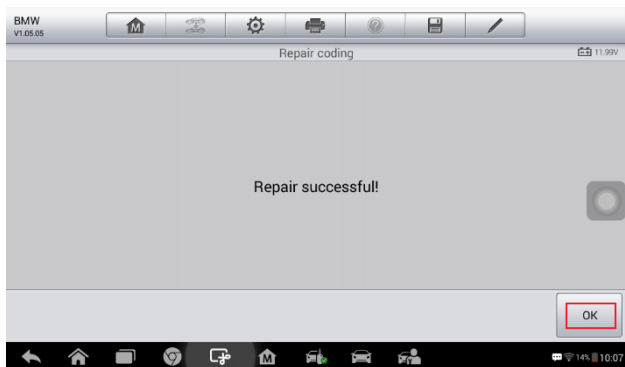 BMW
V1.05.05
M
Repair coding
11.99V
Repair successful!
OK
M
14% 10:07